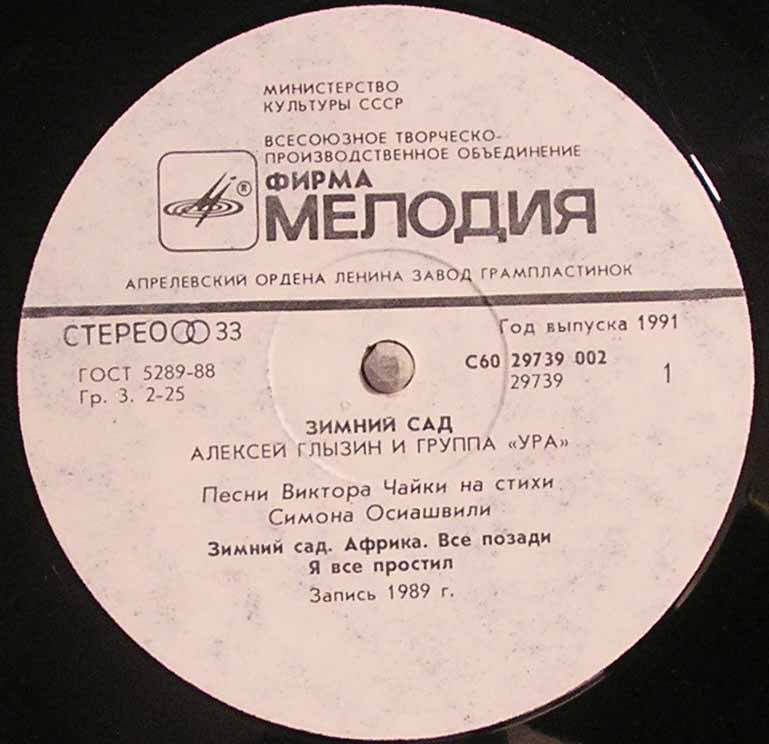 МИНИСТЕРСТВО
КУЛЬТУРЫ СССР
ВСЕСОЮЗНОЕ ТВОРЧЕСКО-
ПРОИЗВОДСТВЕННОЕ ОБЪЕДИНЕНИЕ
®
ФИРМА
МЕЛОДИЯ
АПРЕЛЕВСКИЙ ОРДЕНА ЛЕНИНА ЗАВОД ГРАМПЛАСТИНОК
СТЕРЕО 33
Год выпуска 1991
ГОСТ 5289-88
С60 29739 002
Гр. 3. 2-25
29739
1
ЗИМНИЙ САД
АЛЕКСЕЙ ГЛЫЗИН И ГРУППА «УРА»
Песни Виктора Чайки на стихи
Симона Осиашвили
Зимний сад. Африка. Все позади
Я все простил
Запись 1989 г.